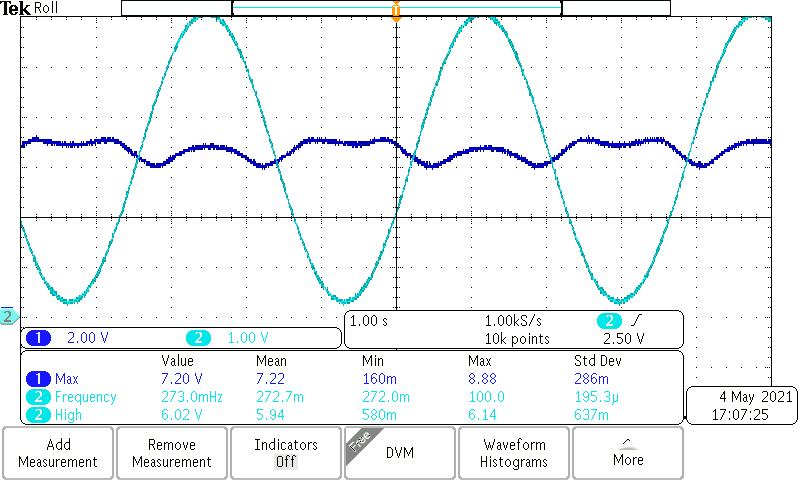 Tek Roll
T
2
1 2.00 V 2 1.00 V
1.00 s 1.00kS/s 2
10k points 2.50 V
Value Mean Min Max Std Dev
1 Max 7.20 V 7.22 160m 8.88 286m
2 Frequency 273.0mHz 272.7m 272.0m 100.0 195.3µ
2 High 6.02 V 5.94 580m 6.14 637m
4 May 2021
17:07:25
Add Measurement
Remove Measurement
Indicators
Off
Free
DVM
Waveform Histograms
More